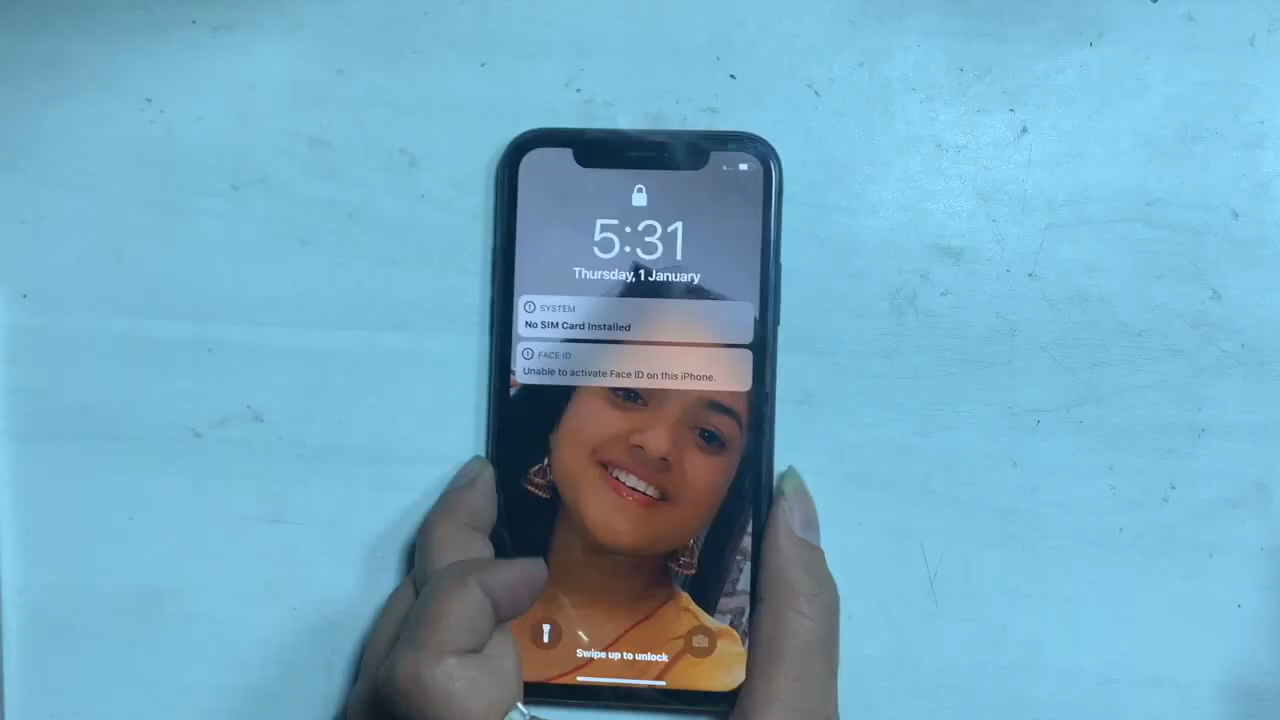 5:31
Thursday, 1 January
SYSTEM
No SIM Card Installed
FACE ID
Unable to activate Face ID on this iPhone.
Swipe up to unlock